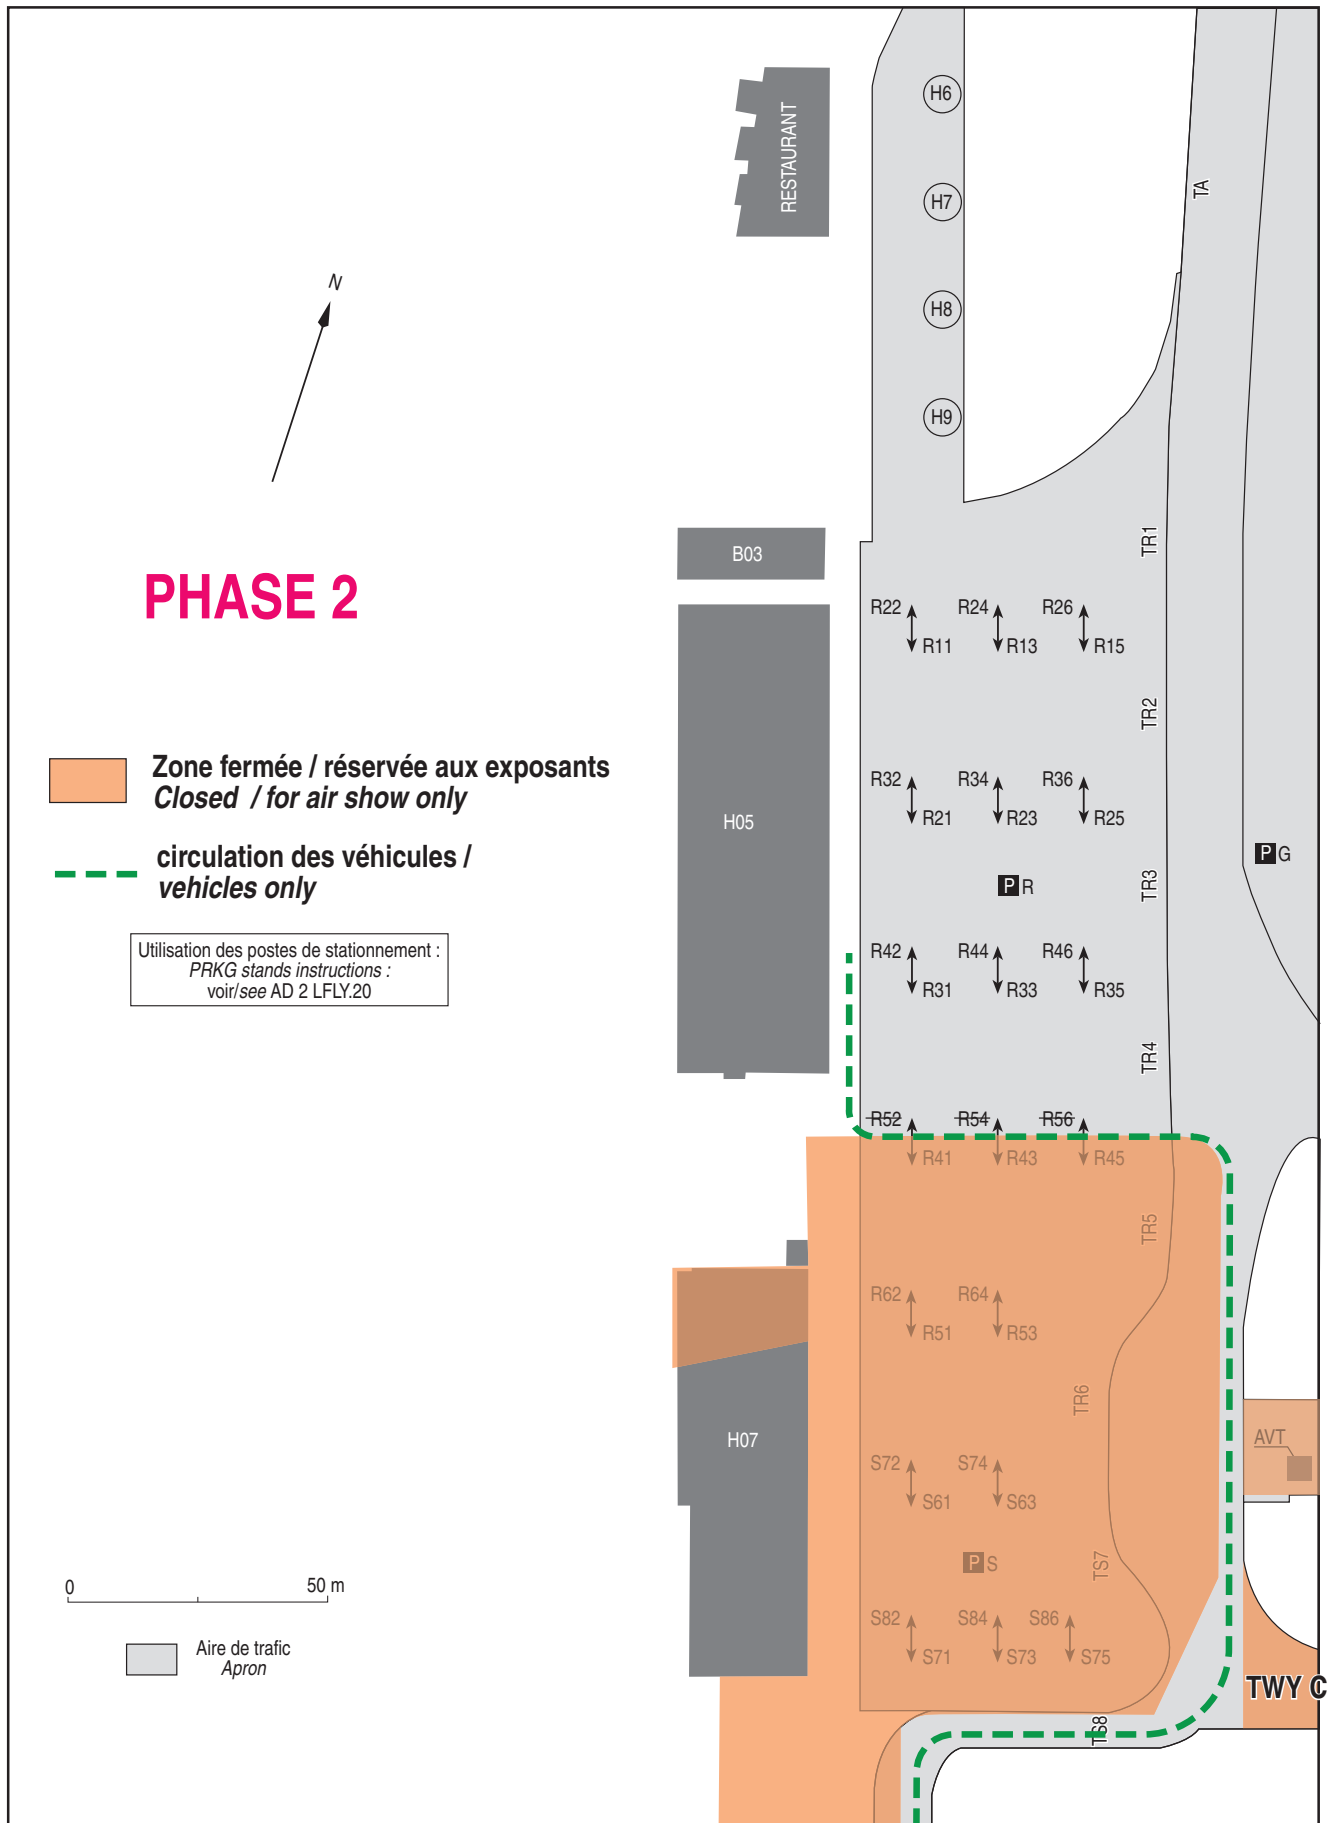 H6
RESTAURANT
TA
H7
N
H8
H9
TR1
B03
PHASE 2
R22 R24 R26
R11 R13 R15
TR2
Zone fermée / réservée aux exposants
Closed / for air show only
R32 R34 R36
R21 R23 R25
H05
circulation des véhicules /
vehicles only
P G
P R
TR3
Utilisation des postes de stationnement :
PRKG stands instructions :
voir/see AD 2 LFLY.20
R42 R44 R46
R31 R33 R35
TR4
R52 R54 R56
R41 R43 R45
TR5
R62 R64
R51 R53
TR6
H07
AVT
S72 S74
S61 S63
P S
TS7
0 50 m
S82 S84 S86
S71 S73 S75
Aire de trafic
Apron
TWY C
TS8